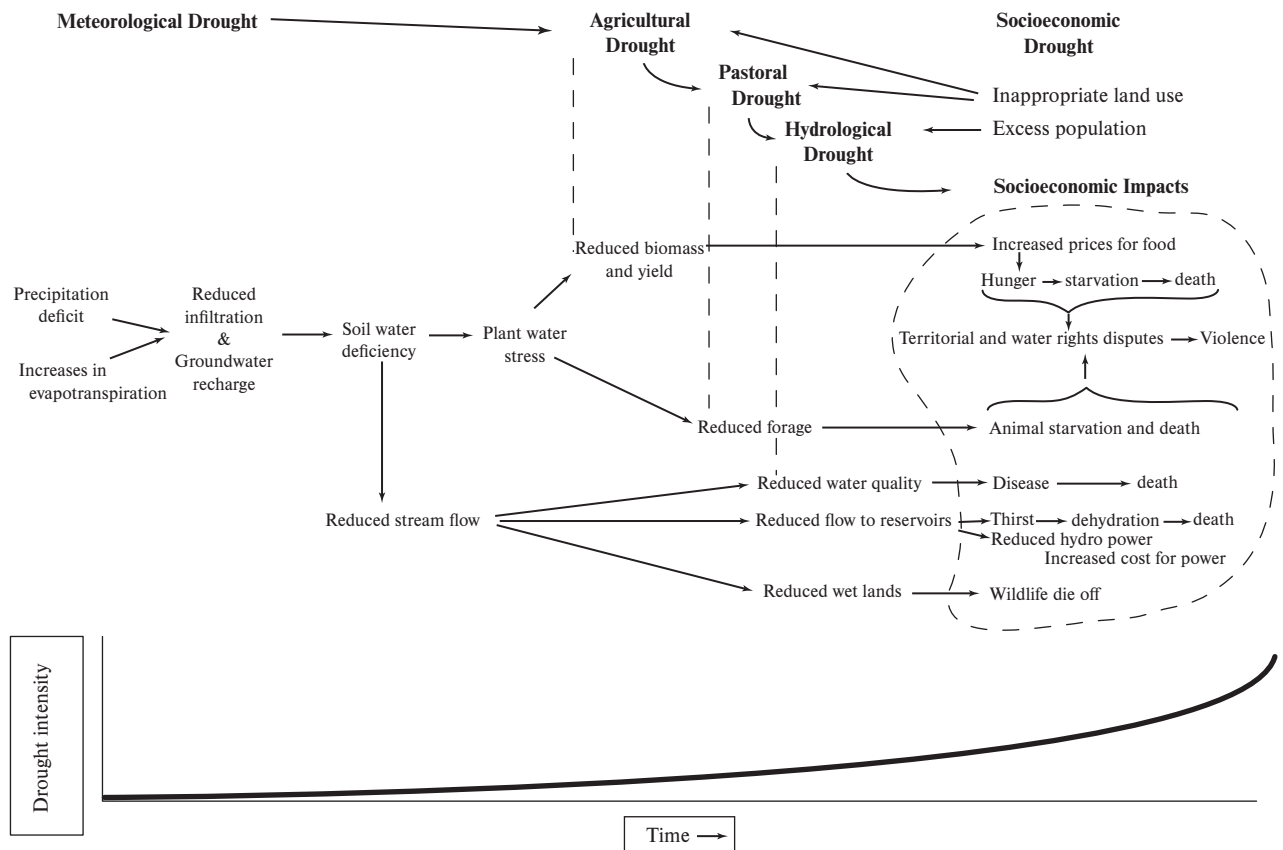 Meteorological Drought
Agricultural
Drought
Socioeconomic
Drought
Pastoral
Drought
Inappropriate land use
Hydrological
Drought
Excess population
Socioeconomic Impacts
Reduced biomass
and yield
Increased prices for food
Hunger starvation death
Precipitation
deficit
Reduced
infiltration
&
Groundwater
recharge
Increases in
evapotranspiration
Soil water
deficiency
Plant water
stress
Territorial and water rights disputes Violence
Reduced forage
Animal starvation and death
Reduced water quality
Disease death
Reduced stream flow
Reduced flow to reservoirs
Thirst dehydration death
Reduced hydro power
Increased cost for power
Reduced wet lands
Wildlife die off
Drought intensity
Time